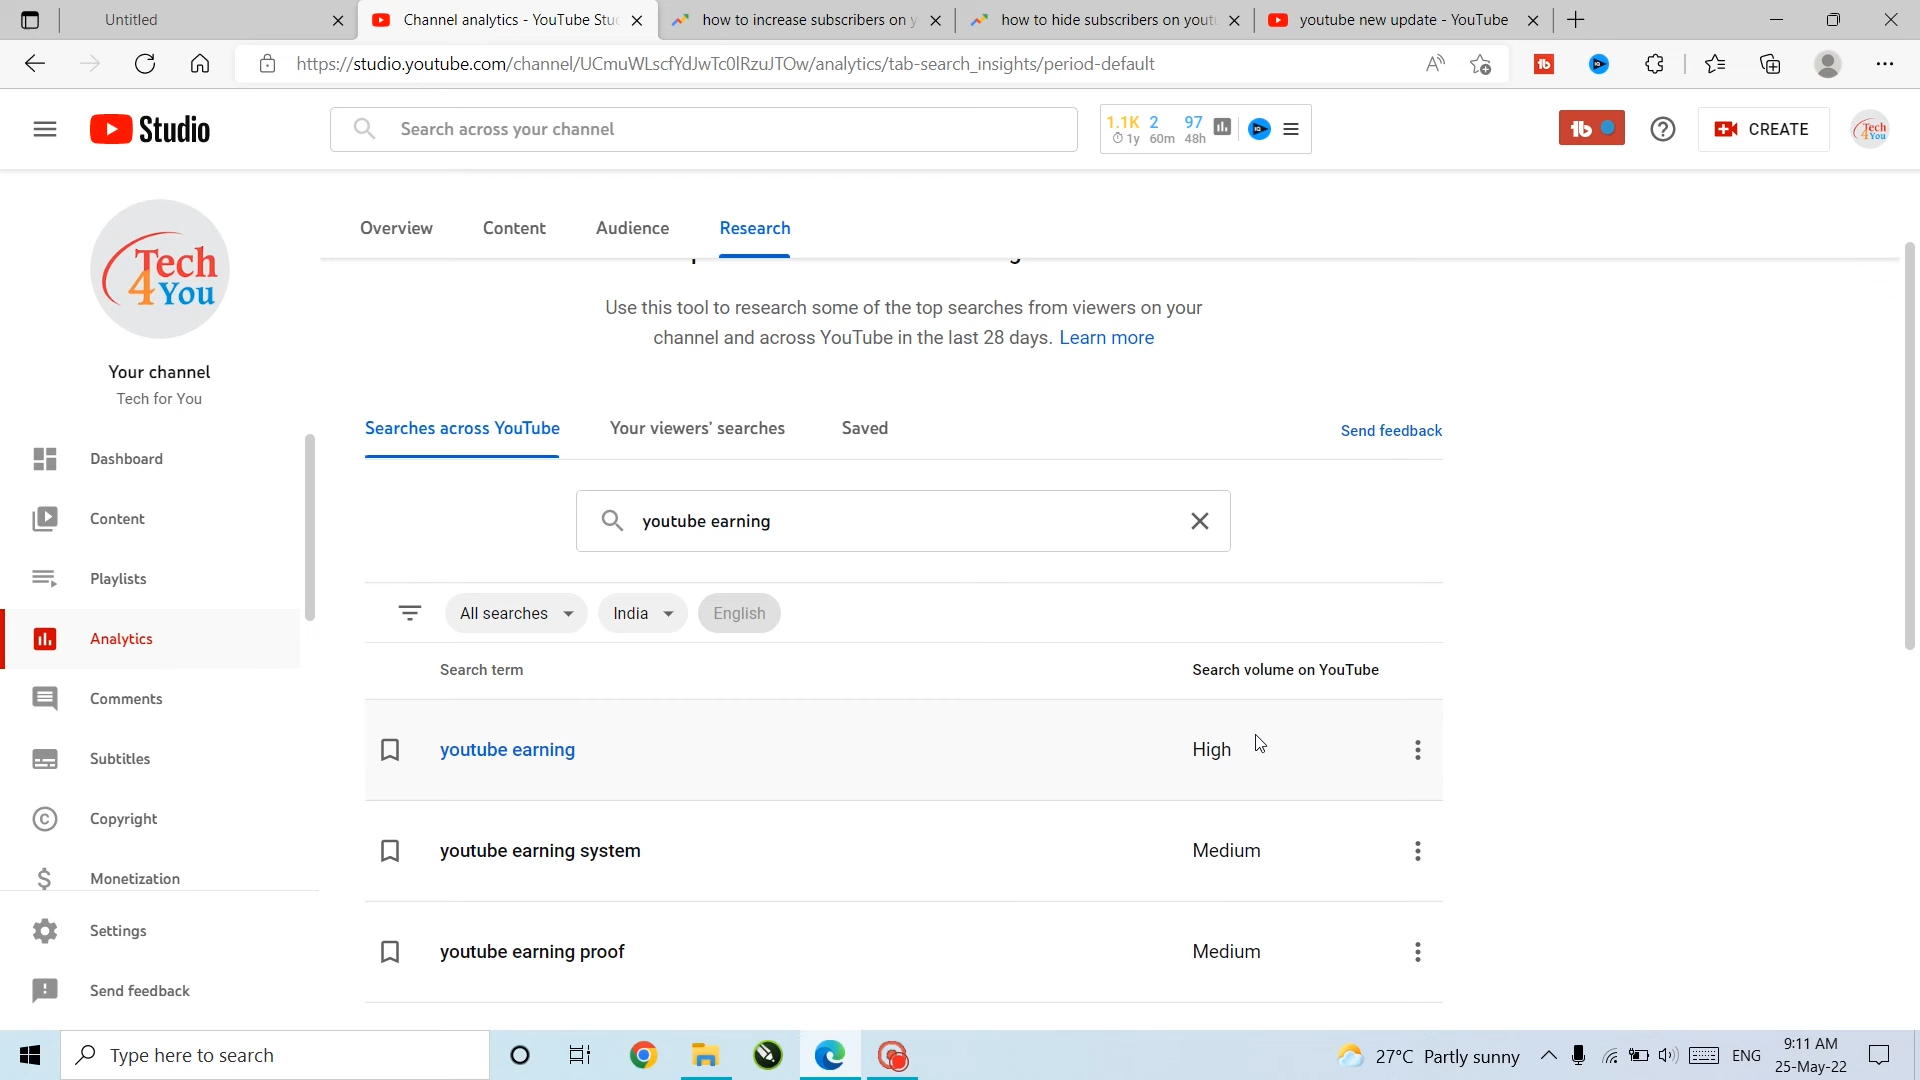 Untitled
Channel analytics - YouTube Stu
how to increase subscribers on y
how to hide subscribers on yout
youtube new update - YouTube
https://studio.youtube.com/channel/UCmuWLscfYdJwTc0lRzuJTOw/analytics/tab-search_insights/period-default
Studio
Search across your channel
1.1K 2 97
1y 60m 48h
CREATE
Tech
4You
Tech
4 You
Your channel
Tech for You
Overview
Content
Audience
Research
Use this tool to research some of the top searches from viewers on your
channel and across YouTube in the last 28 days. Learn more
Searches across YouTube
Your viewers' searches
Saved
Send feedback
youtube earning
All searches
India
English
Search term
Search volume on YouTube
youtube earning
High
youtube earning system
Medium
youtube earning proof
Medium
Dashboard
Content
Playlists
Analytics
Comments
Subtitles
Copyright
Monetization
Settings
Send feedback
Type here to search
27°C Partly sunny
ENG
9:11 AM
25-May-22